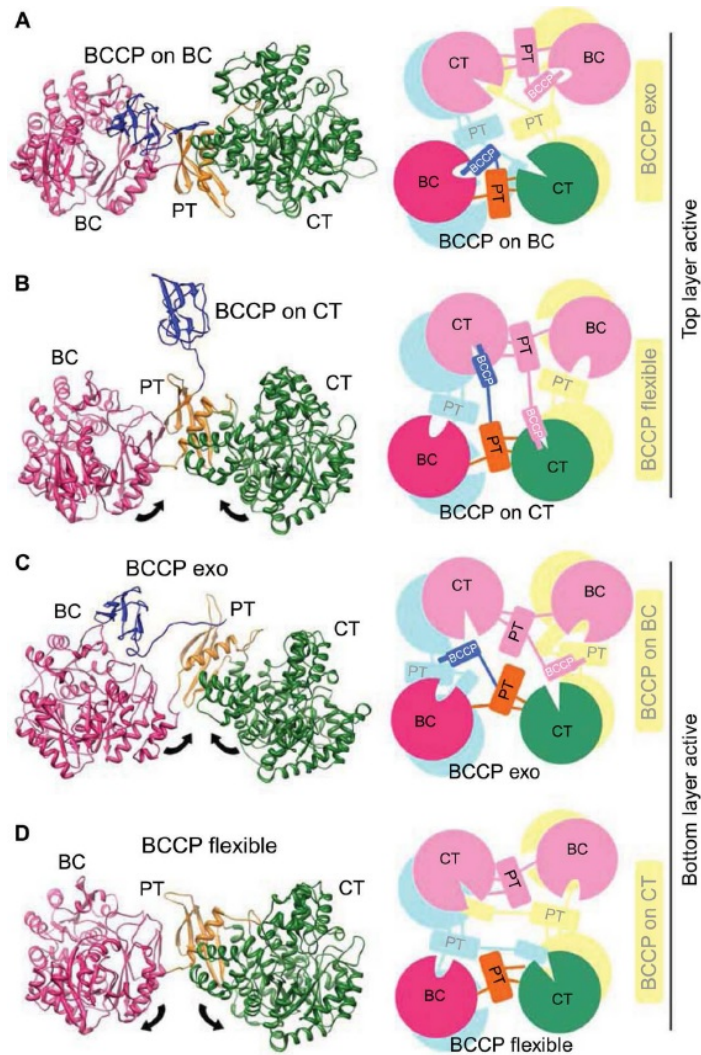 A
BCCP on BC
BC
PT
CT
CT
PT
BC
BCCP
PT
PT
BCCP
BC
PT
CT
BCCP on BC
BCCP exo
Top layer active
B
BCCP on CT
BC
PT
CT
CT
PT
BC
BCCP
PT
PT
BCCP
BC
PT
CT
BCCP on CT
BCCP flexible
C
BCCP exo
BC
PT
CT
CT
BC
PT
BCCP
BCCP
PT
PT
PT
BC
CT
BCCP exo
BCCP on BC
Bottom layer active
D
BCCP flexible
BC
PT
CT
CT
PT
BC
PT
PT
BC
PT
CT
BCCP flexible
BCCP on CT